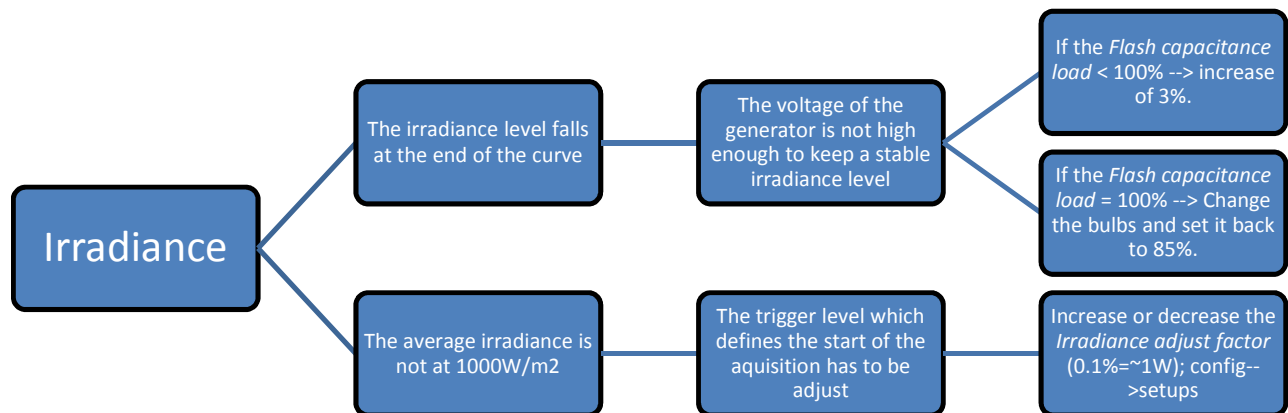 Irradiance
The irradiance level falls
at the end of the curve
The voltage of the
generator is not high
enough to keep a stable
irradiance level
If the Flash capacitance
load < 100% --> increase
of 3%.
If the Flash capacitance
load = 100% --> Change
the bulbs and set it back
to 85%.
The average irradiance is
not at 1000W/m2
The trigger level which
defines the start of the
aquisition has to be
adjust
Increase or decrease the
Irradiance adjust factor
(0.1%=~1W); config--
>setups